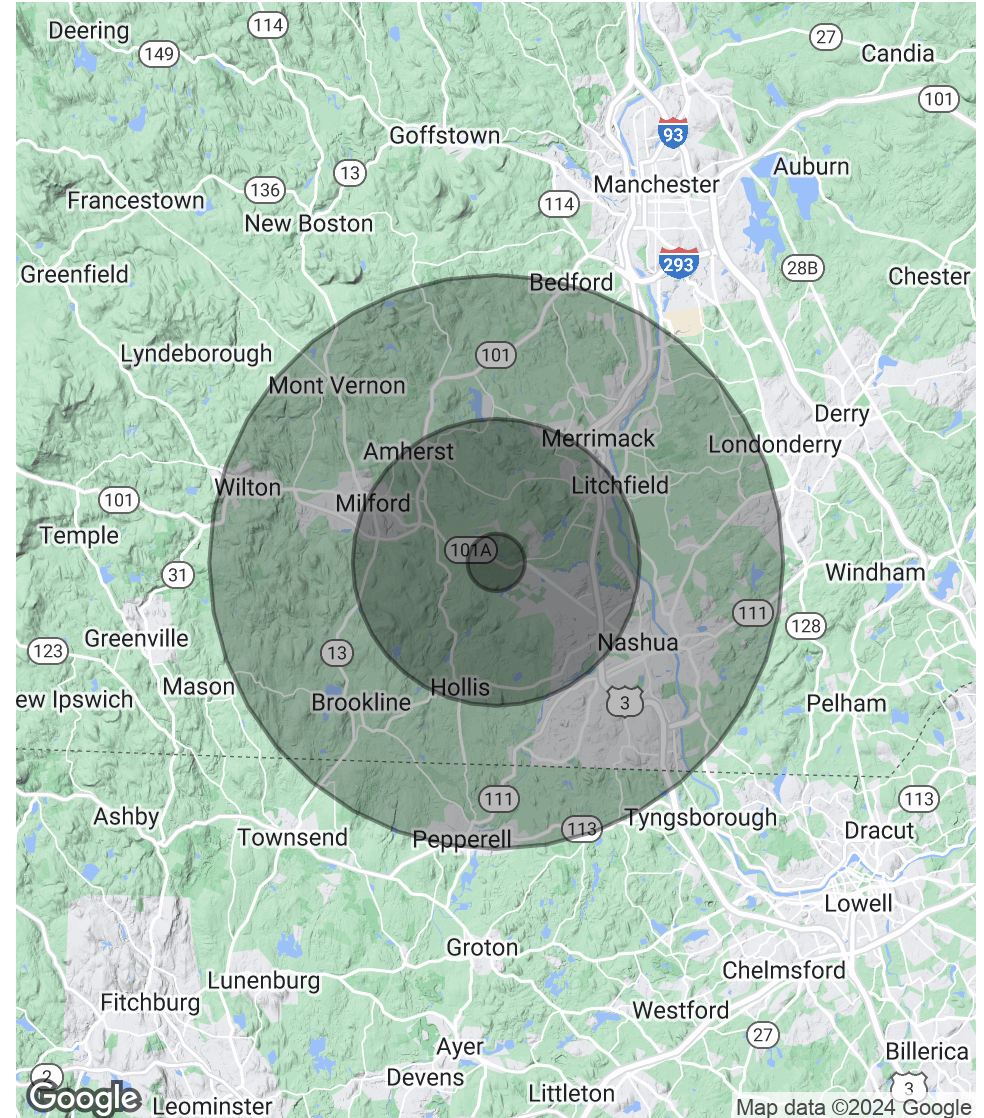 Deering
114
149
27
Candia
101
93
Goffstown
Manchester
Auburn
13
136
Francestown
114
New Boston
293
28B
Greenfield
Chester
Bedford
Lyndeborough
101
Mont Vernon
Derry
Merrimack
Londonderry
Amherst
Wilton
Litchfield
Milford
101
Temple
101A
31
Windham
111
128
Greenville
Nashua
123
13
Mason
Hollis
ew Ipswich
Brookline
3
Pelham
111
113
Ashby
Tyngsborough
113
Dracut
Townsend
Pepperell
Lowell
Groton
Chelmsford
Lunenburg
Fitchburg
Westford
27
Ayer
Billerica
Devens
2
Littleton
3
Google
Leominster
Map data ©2024 Google